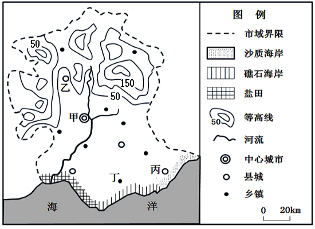 图 例
市域界限
沙质海岸
礁石海岸
盐田
50 等高线
河流
中心城市
县城
乡镇
0 20km
50
150
50
乙
甲
丙
丁
海 洋